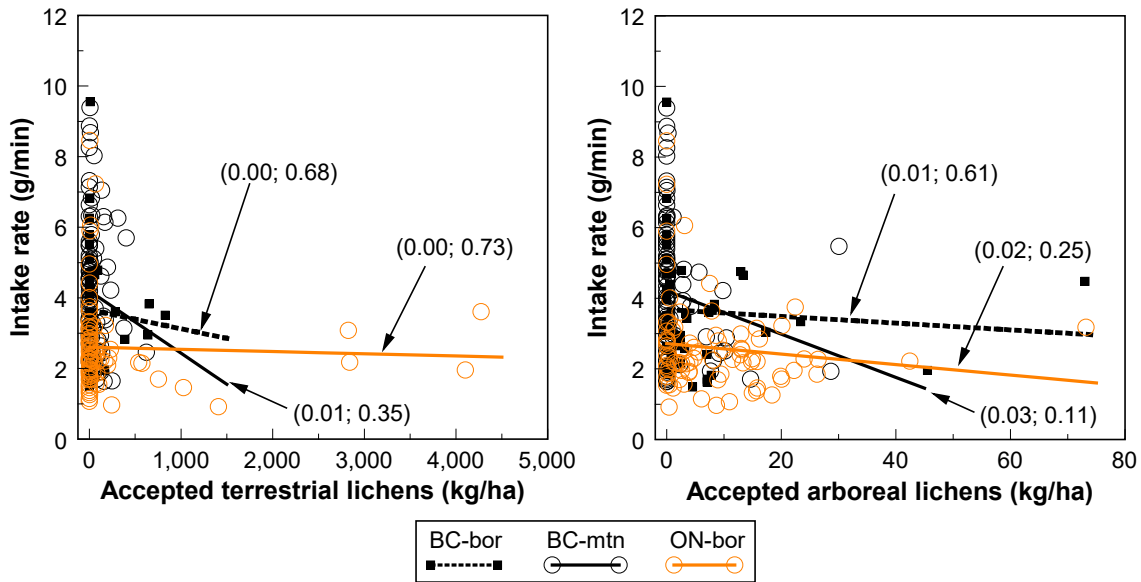 12
10
8
6
4
2
0
Intake rate (g/min)
(0.00; 0.68)
(0.00; 0.73)
(0.01; 0.35)
0 1,000 2,000 3,000 4,000 5,000
Accepted terrestrial lichens (kg/ha)
12
10
8
6
4
2
0
Intake rate (g/min)
(0.01; 0.61)
(0.02; 0.25)
(0.03; 0.11)
0 20 40 60 80
Accepted arboreal lichens (kg/ha)
BC-bor BC-mtn ON-bor